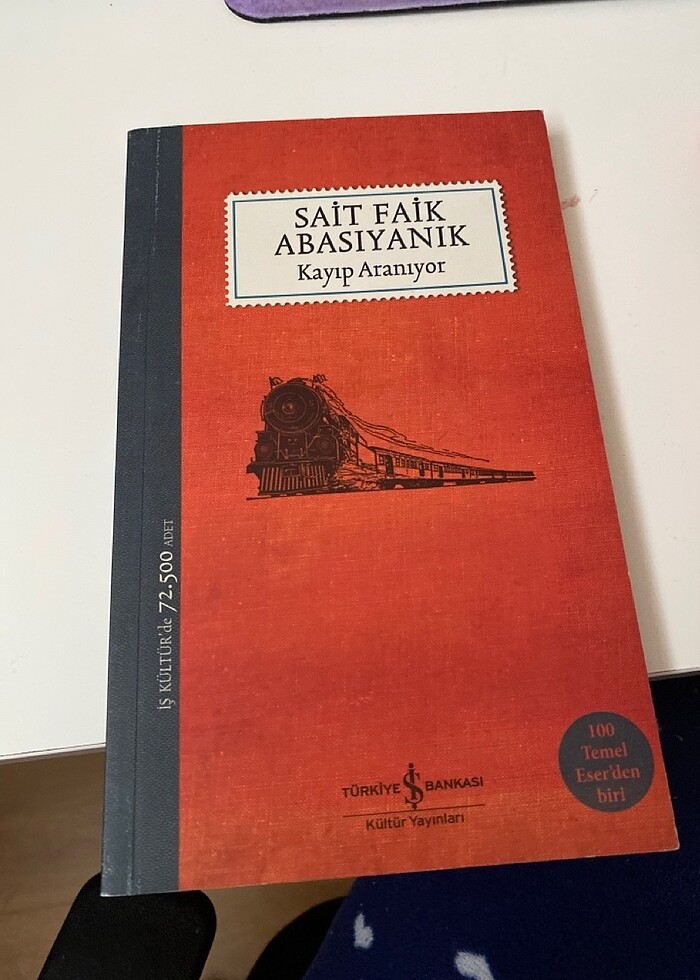 SAİT FAİK
ABASIYANIK
Kayıp Aranıyor
İŞ KÜLTÜR'de 72.500 ADET
100
Temel
Eser'den
biri
TÜRKİYE İŞ BANKASI
Kültür Yayınları